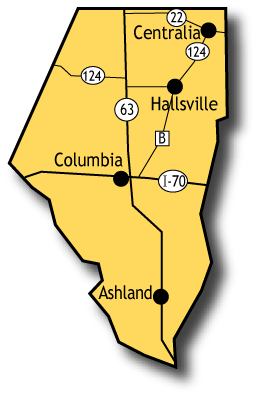 22
Centralia
124
124
Hallsville
63
B
Columbia
I-70
Ashland